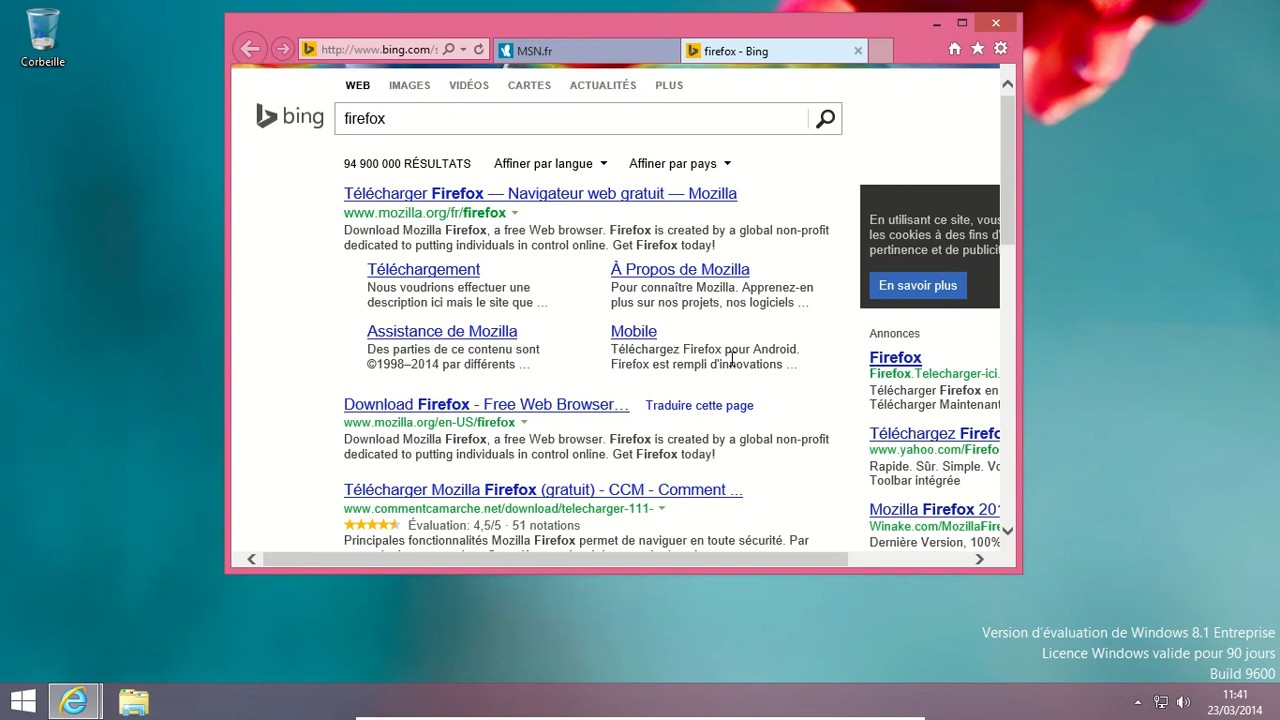 Corbeille
http://www.bing.com/s
MSN.fr
firefox - Bing
WEB
IMAGES
VIDÉOS
CARTES
ACTUALITÉS
PLUS
bing
firefox
94 900 000 RÉSULTATS
Affiner par langue
Affiner par pays
Télécharger Firefox — Navigateur web gratuit — Mozilla
www.mozilla.org/fr/firefox
Download Mozilla Firefox, a free Web browser. Firefox is created by a global non-profit
dedicated to putting individuals in control online. Get Firefox today!
Téléchargement
Nous voudrions effectuer une
description ici mais le site que ...
À Propos de Mozilla
Pour connaître Mozilla. Apprenez-en
plus sur nos projets, nos logiciels ...
Assistance de Mozilla
Des parties de ce contenu sont
©1998–2014 par différents ...
Mobile
Téléchargez Firefox pour Android.
Firefox est rempli d'innovations ...
Download Firefox - Free Web Browser…
Traduire cette page
www.mozilla.org/en-US/firefox
Download Mozilla Firefox, a free Web browser. Firefox is created by a global non-profit
dedicated to putting individuals in control online. Get Firefox today!
Télécharger Mozilla Firefox (gratuit) - CCM - Comment ...
www.commentcamarche.net/download/telecharger-111-
Évaluation: 4,5/5 · 51 notations
Principales fonctionnalités Mozilla Firefox permet de naviguer en toute sécurité. Par
En utilisant ce site, vous
les cookies à des fins d'
pertinence et de publicit
En savoir plus
Annonces
Firefox
Firefox.Telecharger-ici.
Télécharger Firefox en
Télécharger Maintenant
Téléchargez Firefo
www.yahoo.com/Firefo
Rapide. Sûr. Simple. Vo
Toolbar intégrée
Mozilla Firefox 201
Winake.com/MozillaFire
Dernière Version, 100%
Version d'évaluation de Windows 8.1 Entreprise
Licence Windows valide pour 90 jours
Build 9600
11:41
23/03/2014